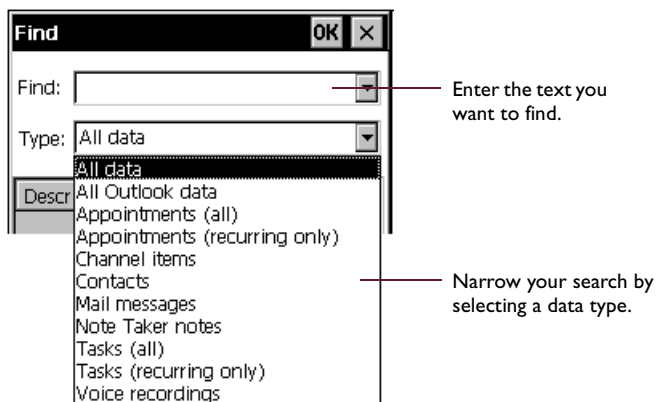 Find OK ×
Find:
Enter the text you
want to find.
Type: All data
All data
Descr
All Outlook data
Appointments (all)
Appointments (recurring only)
Channel items
Contacts
Mail messages
Note Taker notes
Tasks (all)
Tasks (recurring only)
Voice recordings
Narrow your search by
selecting a data type.